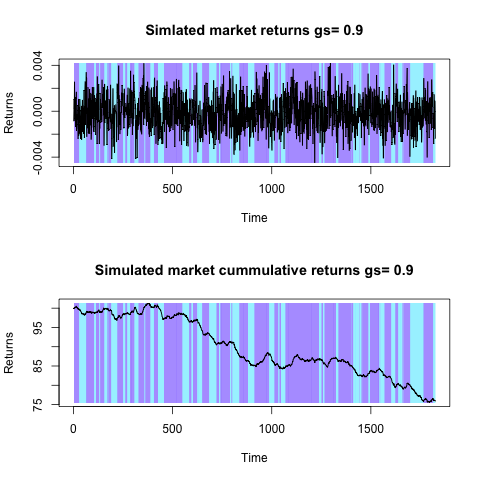 Simlated market returns gs= 0.9
Returns
0.004
0.000
-0.004
0
500
1000
1500
Time
Simulated market cummulative returns gs= 0.9
Returns
95
85
75
0
500
1000
1500
Time